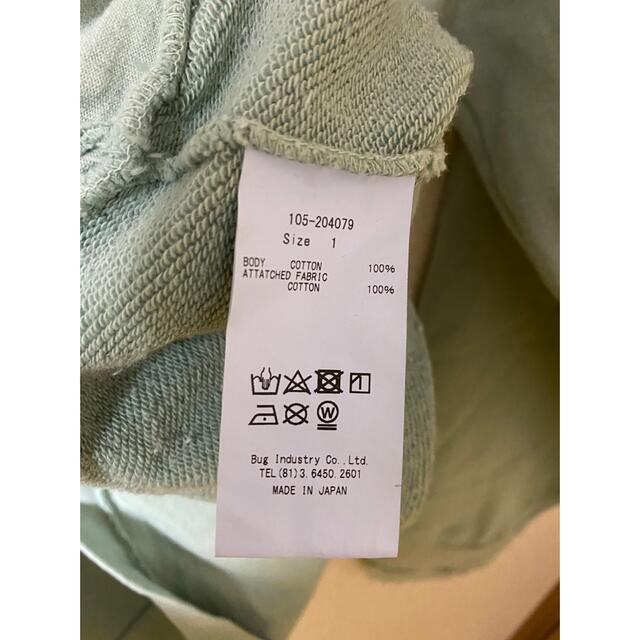 105-204079
Size 1
BODY COTTON 100%
ATTATCHED FABRIC
COTTON 100%
W
Bug Industry Co.,Ltd.
TEL(81)3.6450.2601
MADE IN JAPAN